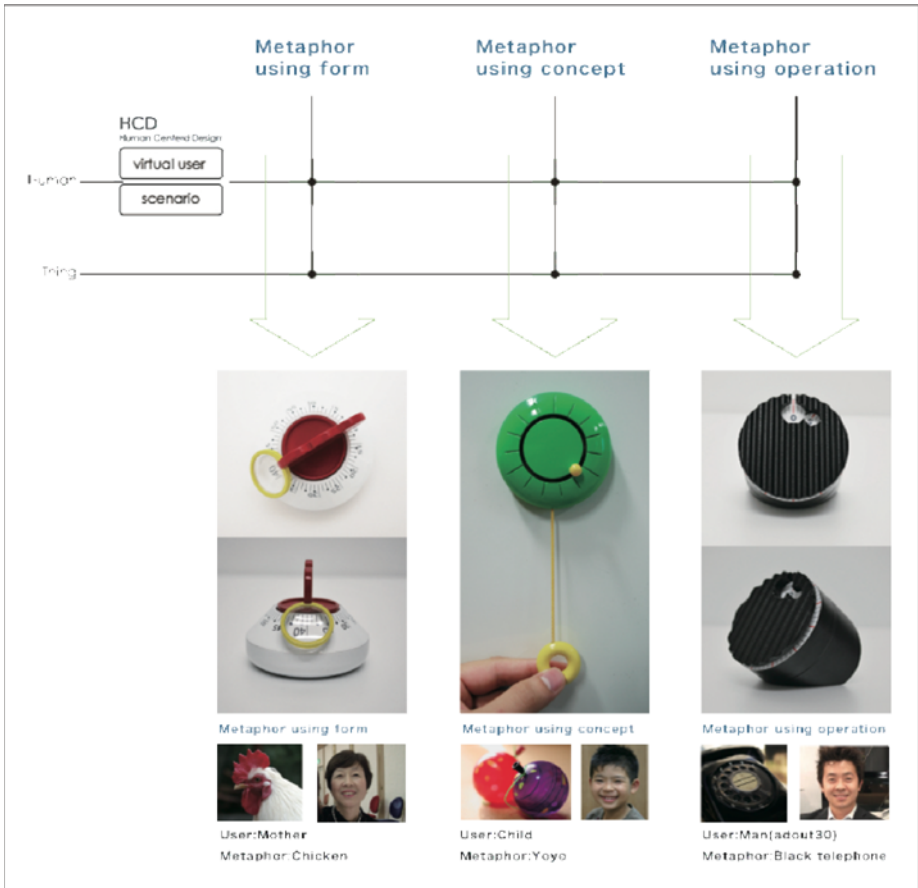 Metaphor
using form
Metaphor
using concept
Metaphor
using operation
HCD
Human Centerd Design
virtual user
Human
scenario
Thing
40
40
Metaphor using form
Metaphor using concept
Metaphor using operation
User:Mother
Metaphor:Chicken
User:Child
Metaphor:Yoyo
User:Man(adout30)
Metaphor:Black telephone